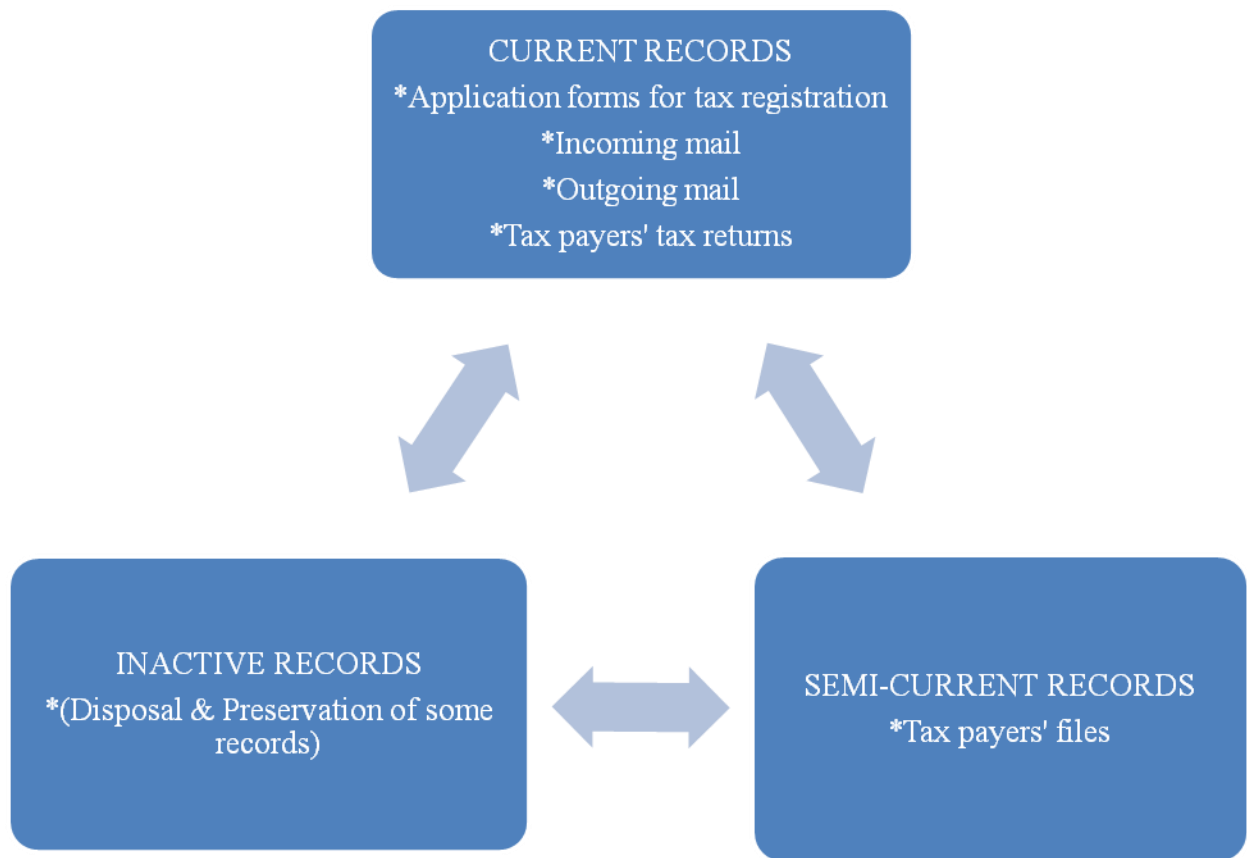 CURRENT RECORDS
*Application forms for tax registration
*Incoming mail
*Outgoing mail
*Tax payers' tax returns
INACTIVE RECORDS
*(Disposal & Preservation of some
records)
SEMI-CURRENT RECORDS
*Tax payers' files